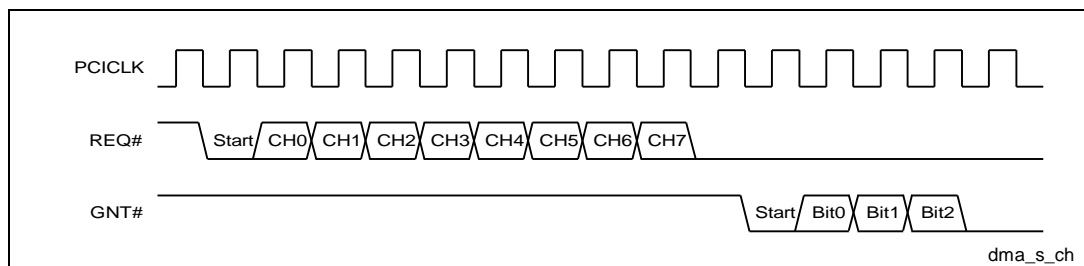 PCICLK
REQ# Start CH0 CH1 CH2 CH3 CH4 CH5 CH6 CH7
GNT# Start Bit0 Bit1 Bit2
dma_s_ch